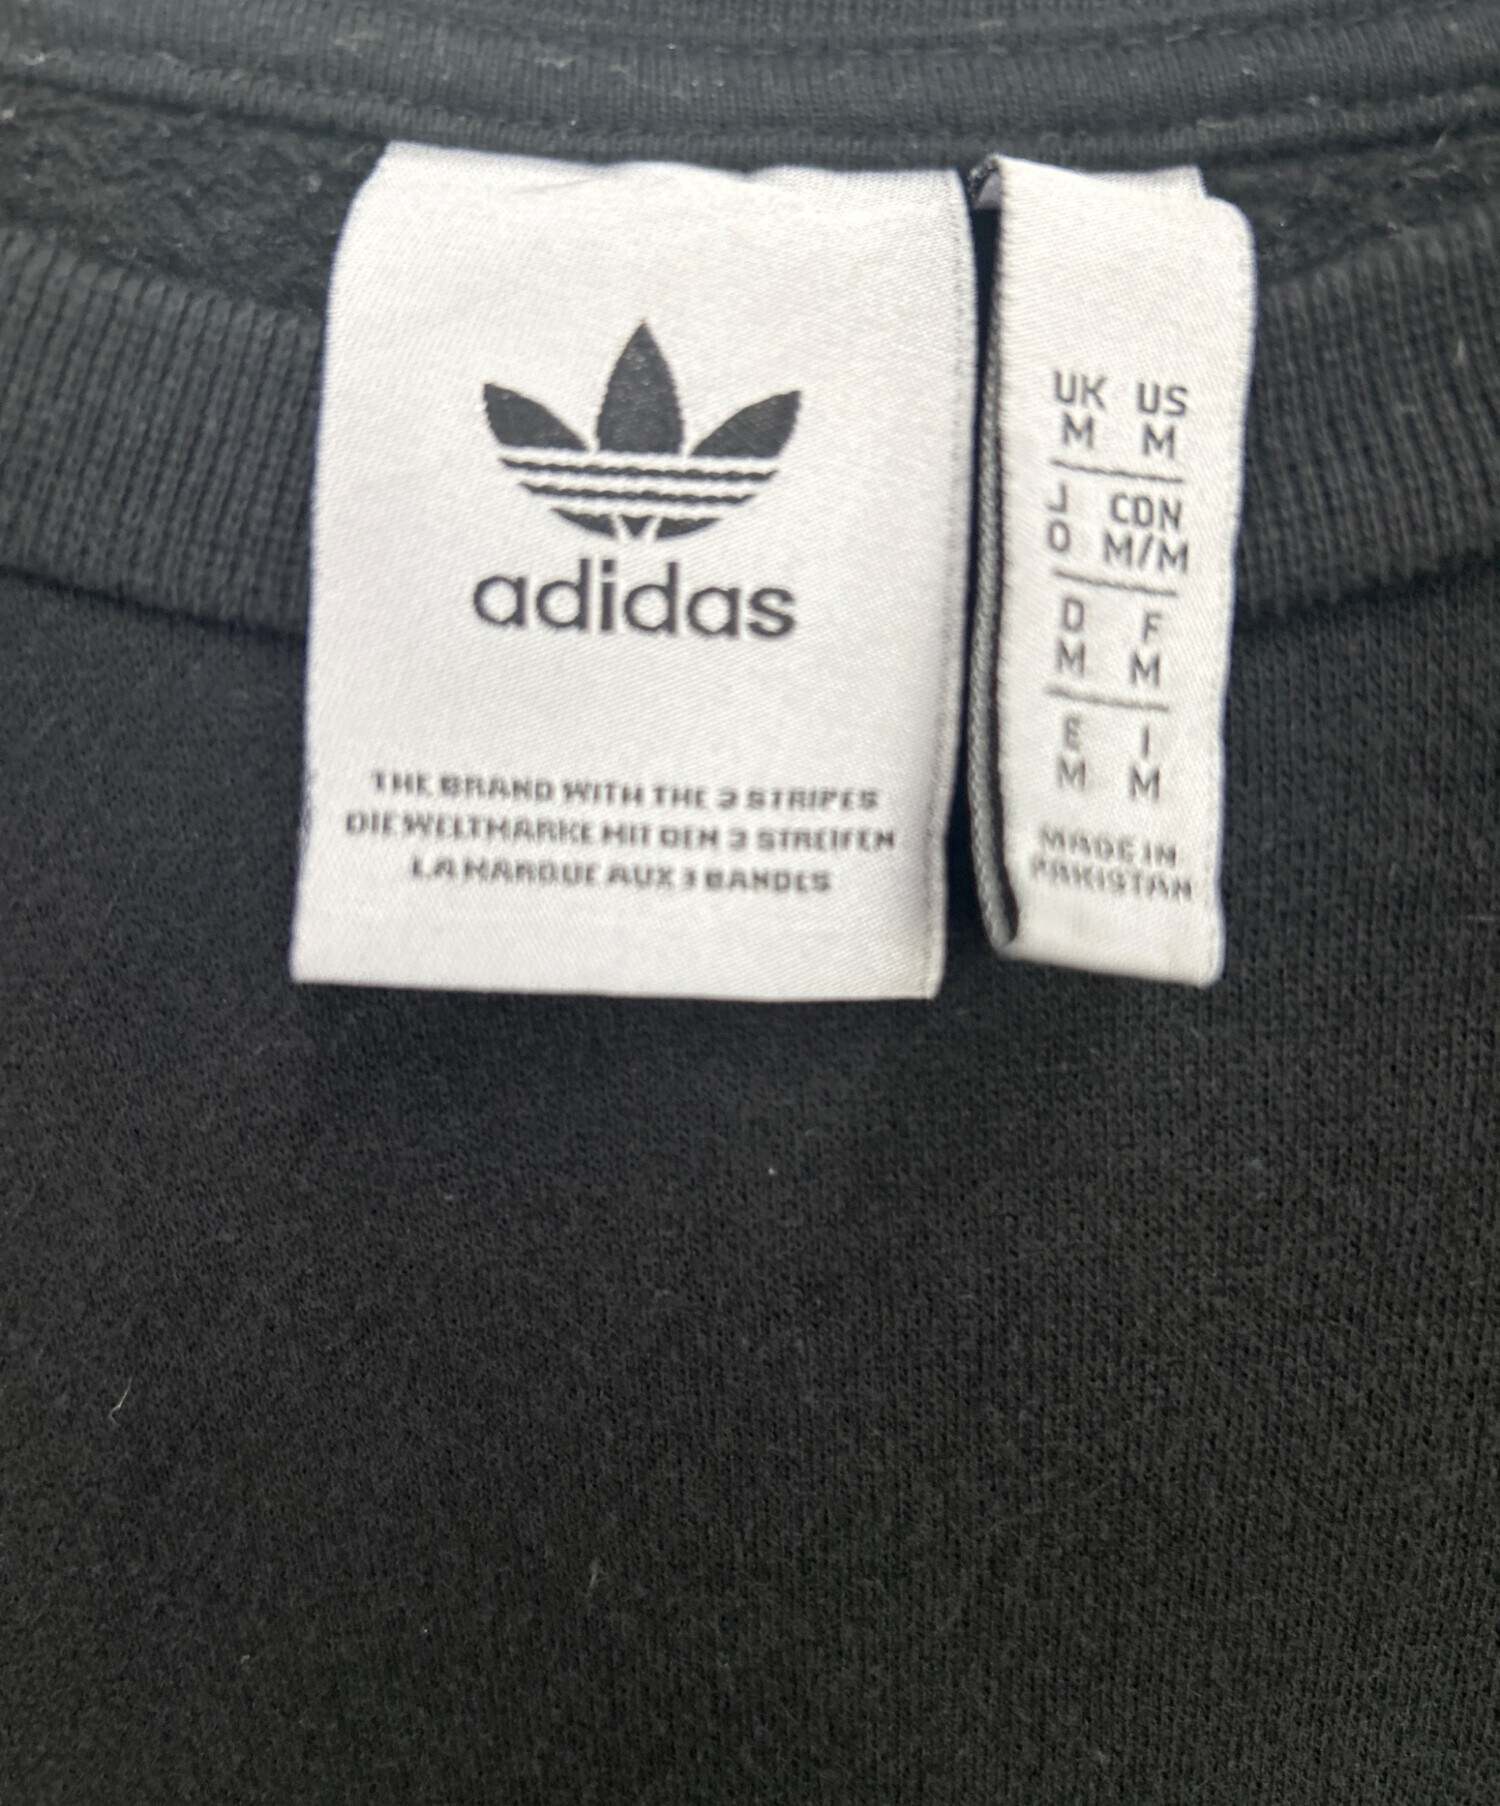 adidas
THE BRAND WITH THE 3 STRIPES
DIE WELTMARKE MIT DEN 3 STREIFEN
LA MARQUE AUX 3 BANDES
UK US
M M
J CDN
O M/M
D F
M M
E I
M M
MADE IN
PAKISTAN